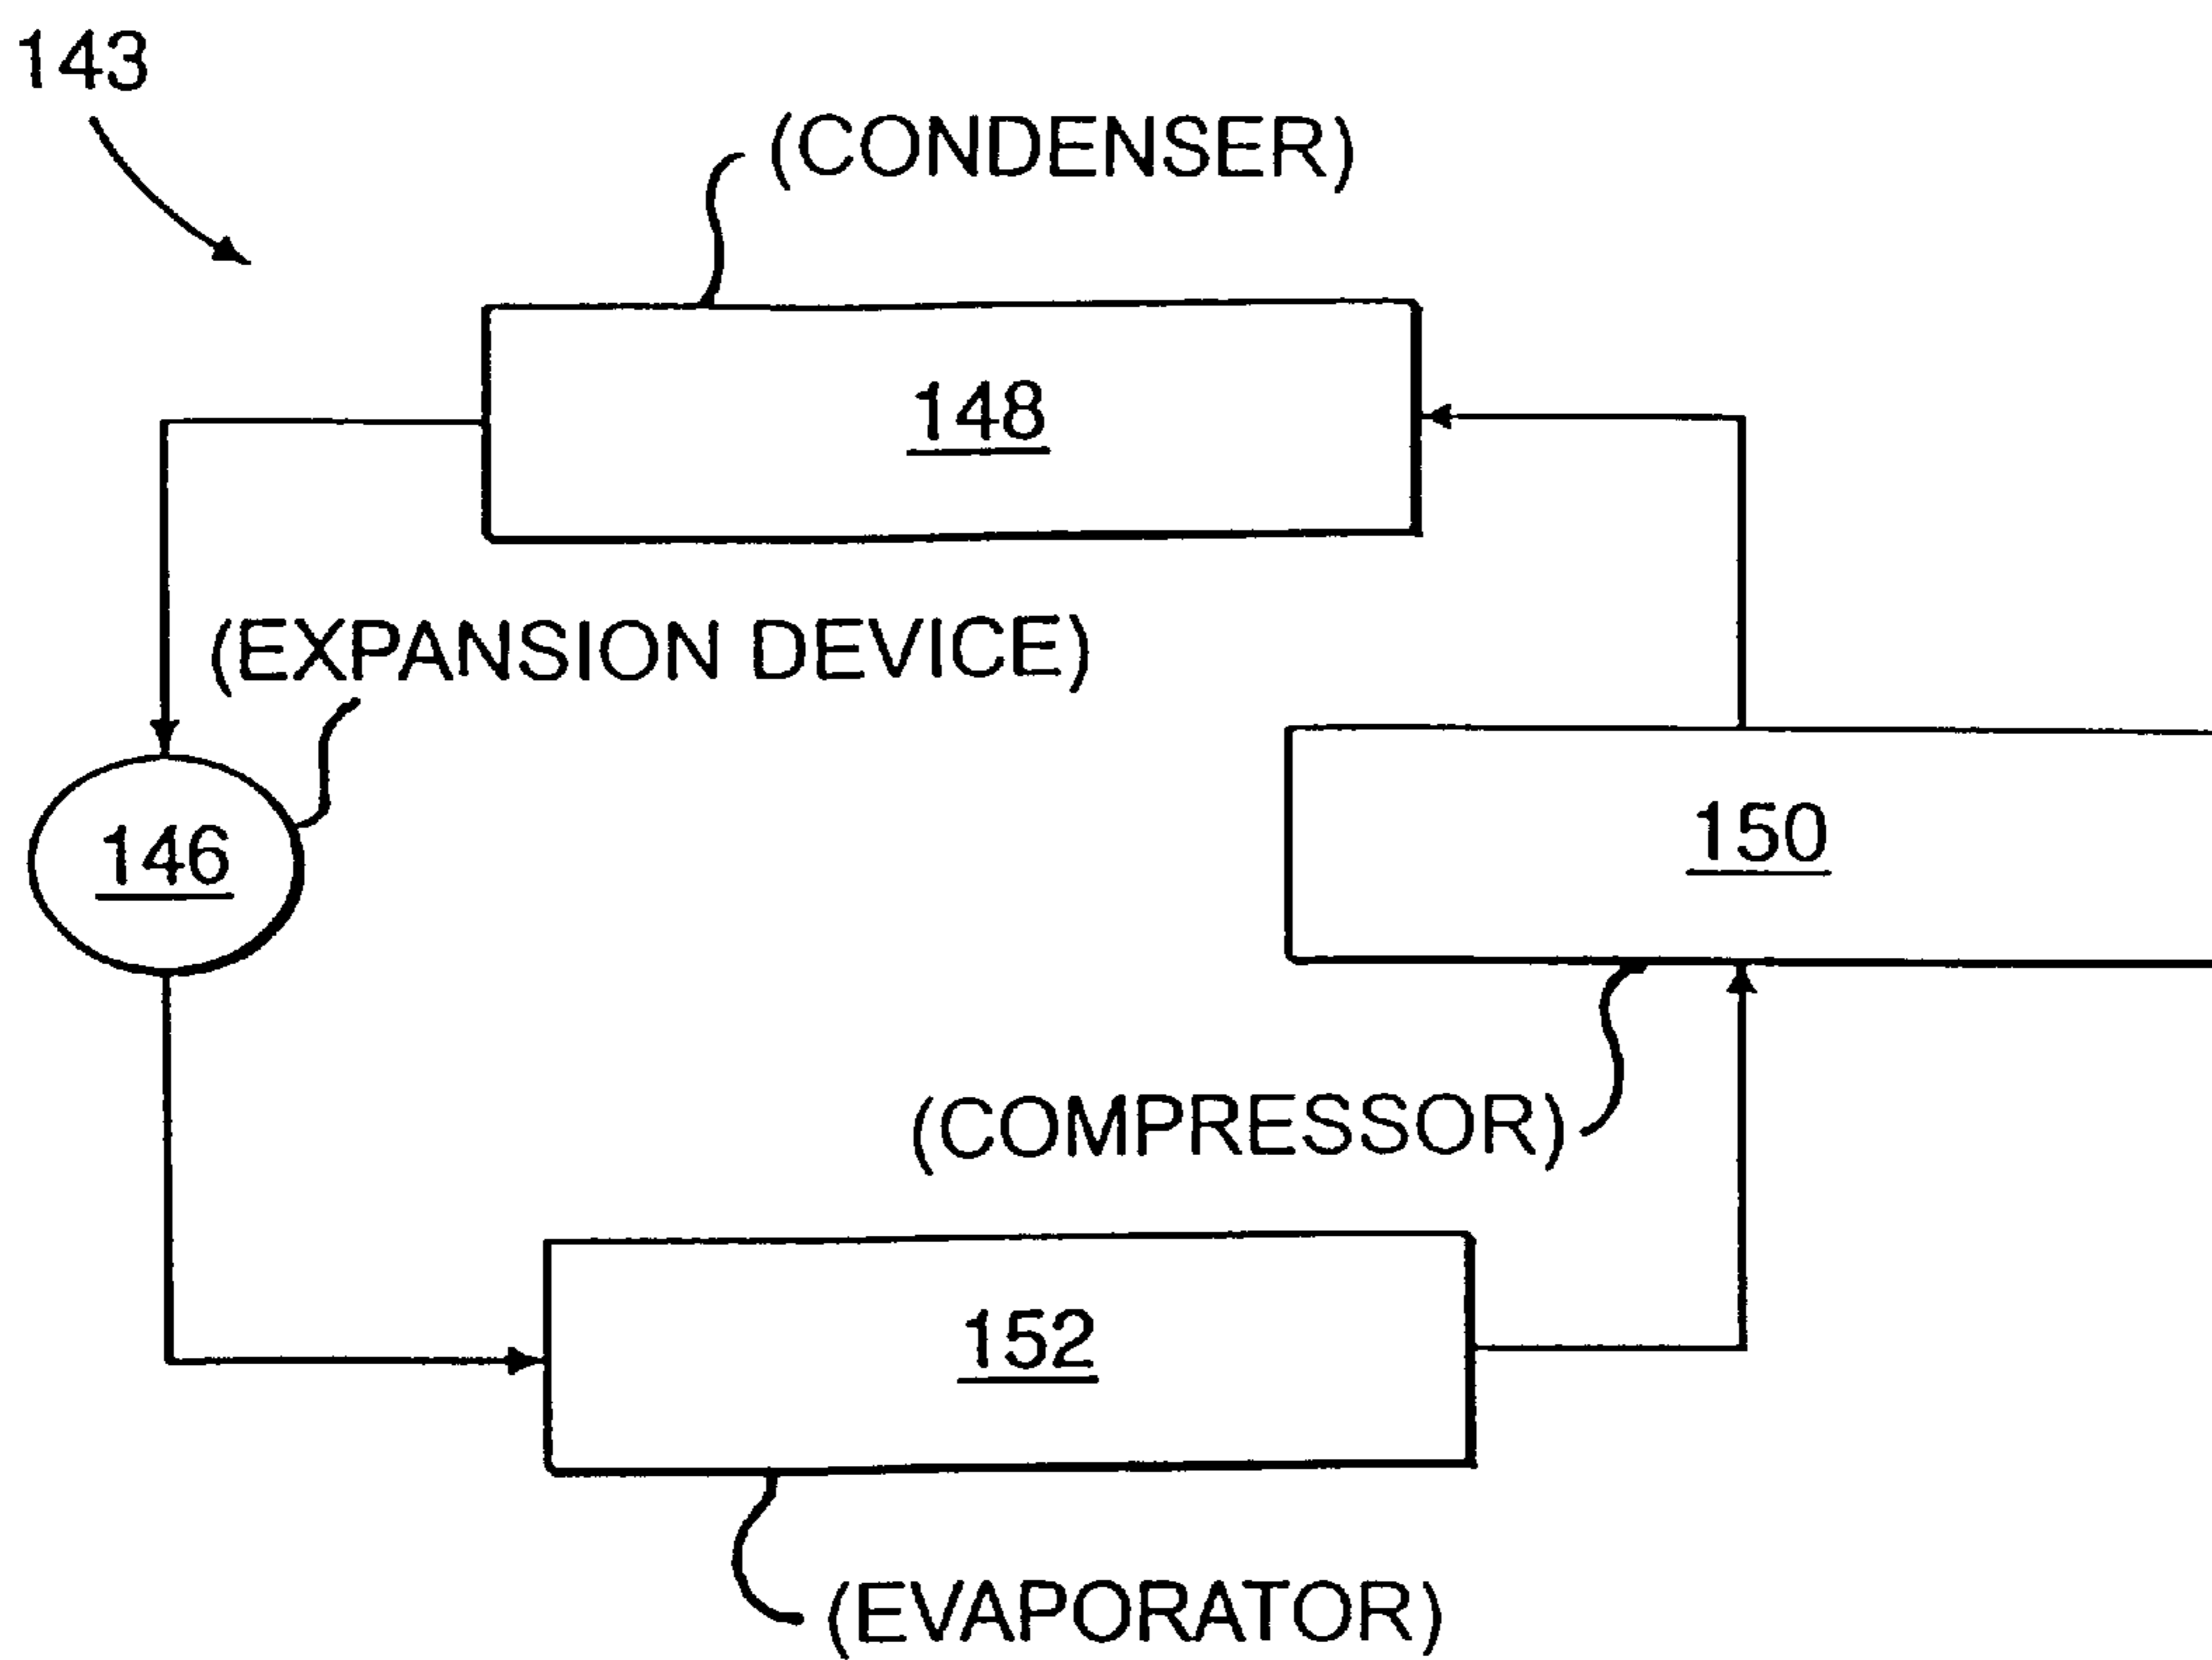 143
(CONDENSER)
148
(EXPANSION DEVICE)
146
150
(COMPRESSOR)
152
(EVAPORATOR)